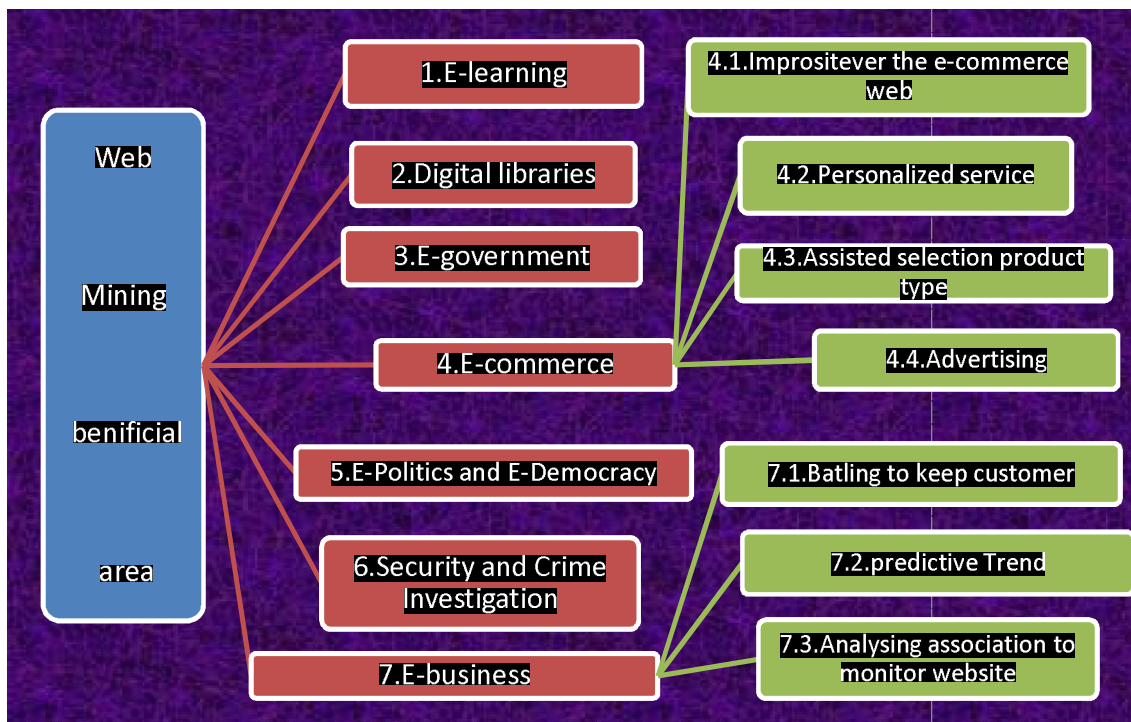 Web
Mining
benificial
area
1.E-learning
2.Digital libraries
3.E-government
4.E-commerce
5.E-Politics and E-Democracy
6.Security and Crime
Investigation
7.E-business
4.1.Imprositever the e-commerce
web
4.2.Personalized service
4.3.Assisted selection product
type
4.4.Advertising
7.1.Batling to keep customer
7.2.predictive Trend
7.3.Analysing association to
monitor website